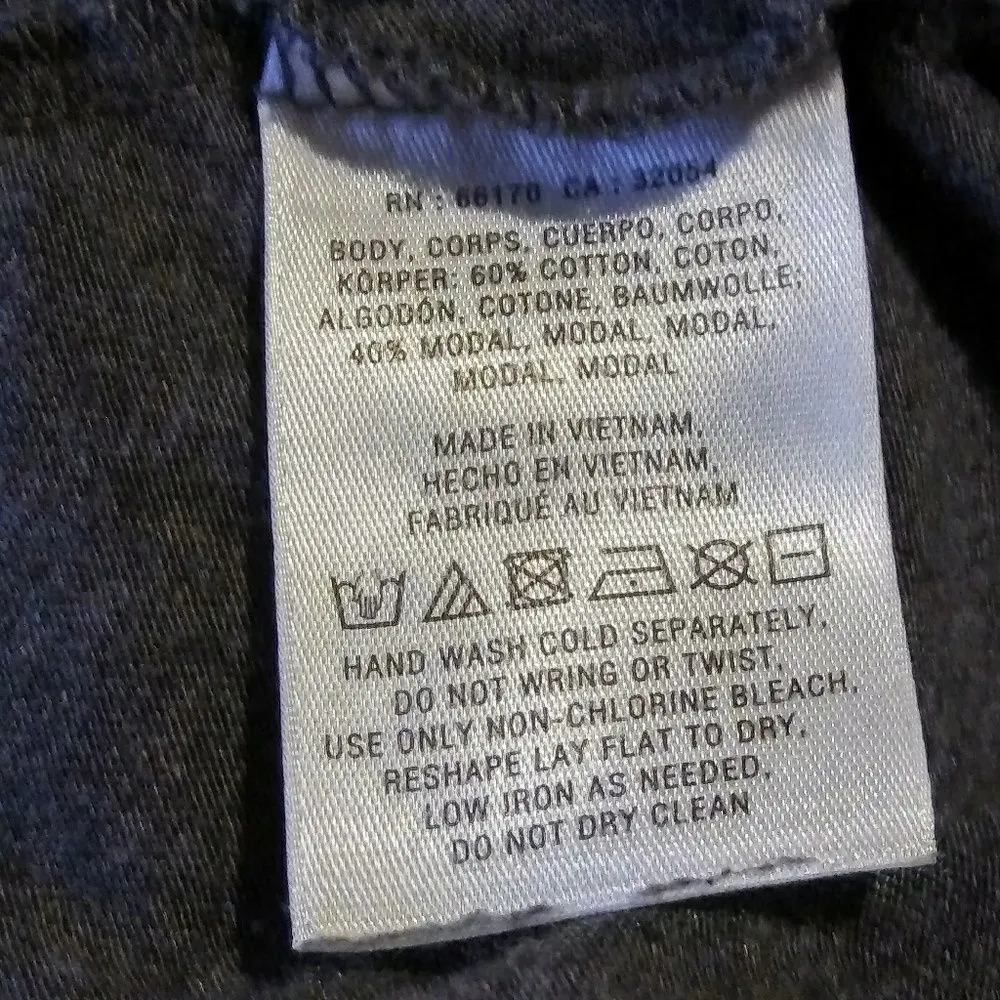 RN : 66170 CA : 32054
BODY, CORPS, CUERPO, CORPO,
KÖRPER: 60% COTTON, COTON,
ALGODÓN, COTONE, BAUMWOLLE;
40% MODAL, MODAL, MODAL,
MODAL, MODAL
MADE IN VIETNAM,
HECHO EN VIETNAM,
FABRIQUÉ AU VIETNAM
HAND WASH COLD SEPARATELY,
DO NOT WRING OR TWIST,
USE ONLY NON-CHLORINE BLEACH,
RESHAPE LAY FLAT TO DRY,
LOW IRON AS NEEDED,
DO NOT DRY CLEAN